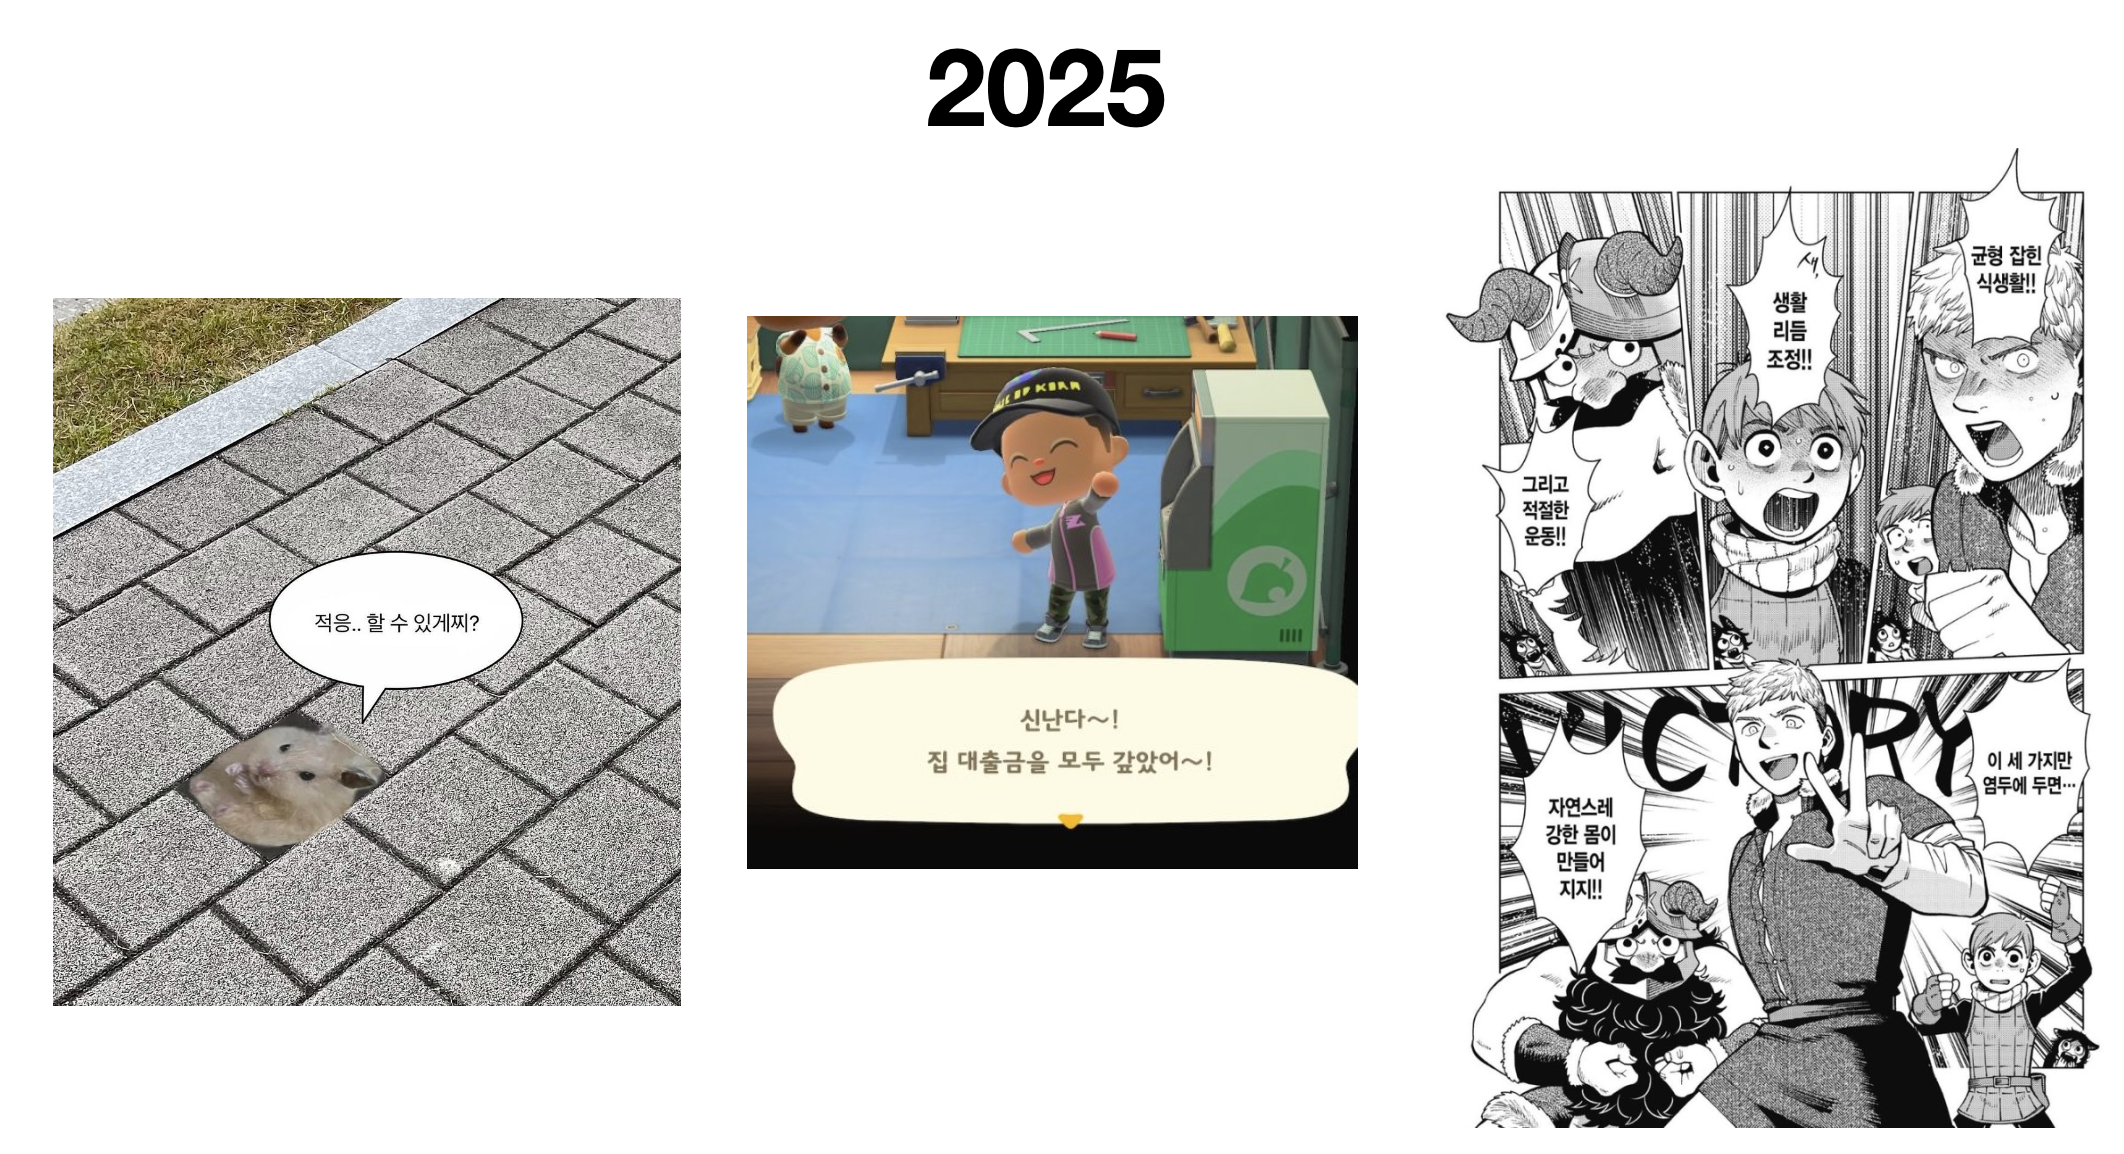 2025
적응.. 할 수 있게찌?
신난다~!
집 대출금을 모두 갚았어~!
균형 잡힌
식생활!!
생활
리듬
조정!!
그리고
적절한
운동!!
이 세 가지만
염두에 두면…
자연스레
강한 몸이
만들어
지지!!